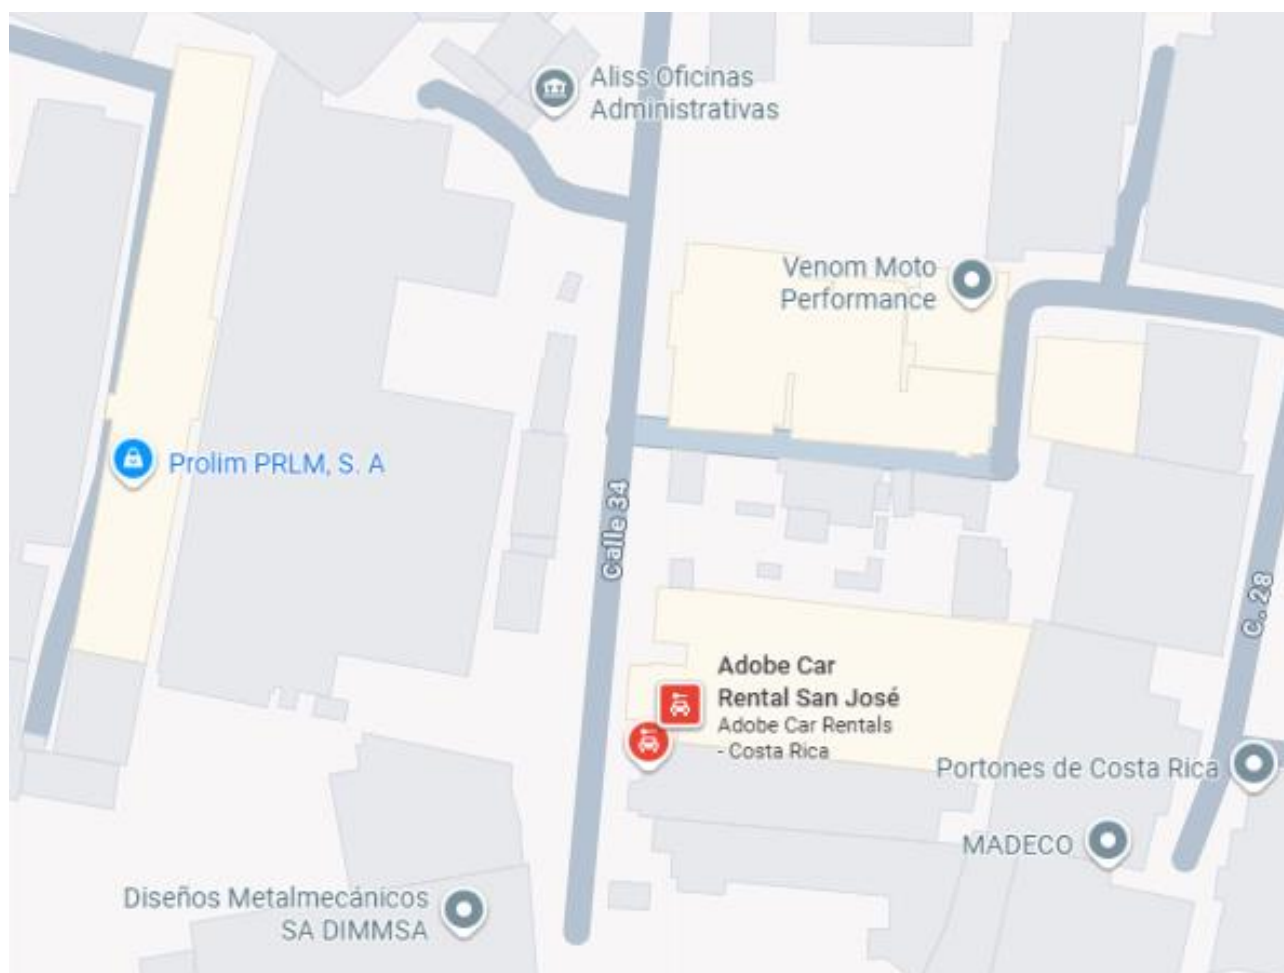 Aliss Oficinas
Administrativas
Venom Moto
Performance
Prolim PRLM, S. A
Calle 34
C. 28
Adobe Car
Rental San José
Adobe Car Rentals
- Costa Rica
Portones de Costa Rica
MADECO
Diseños Metalmecánicos
SA DIMMSA